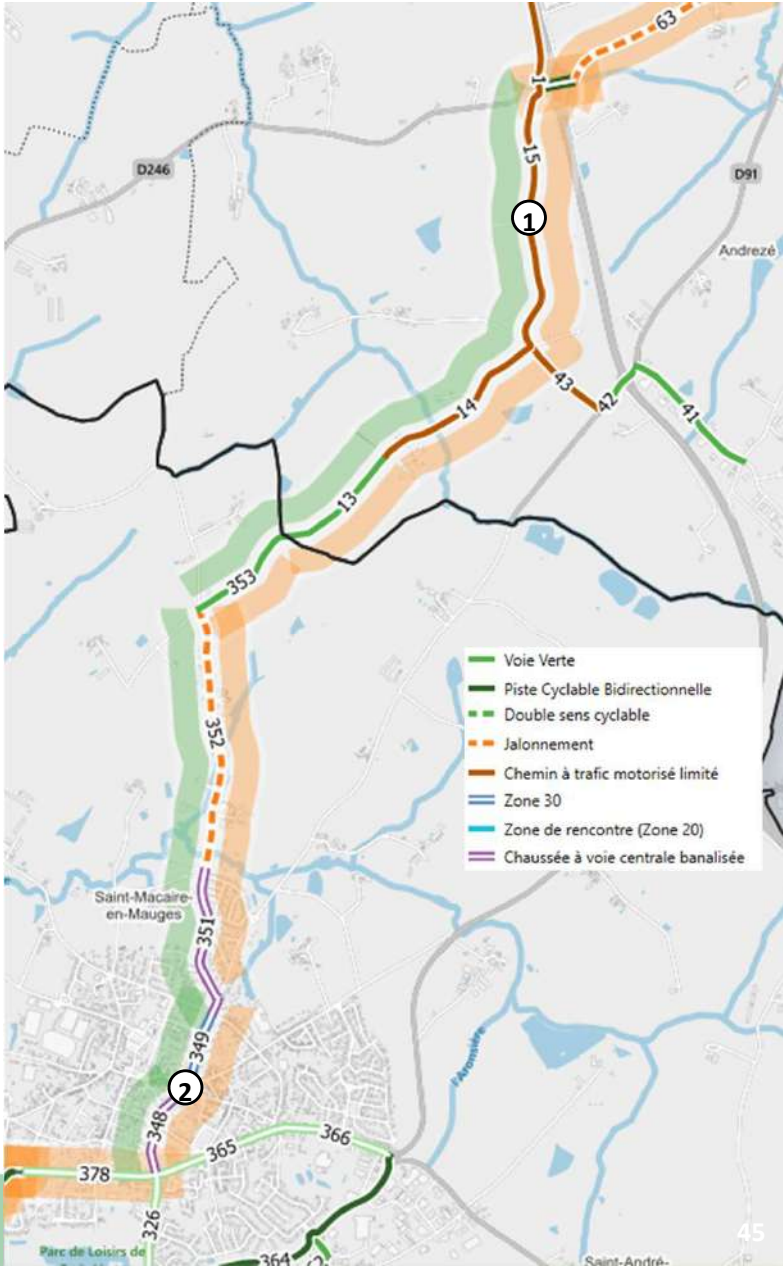 63
1
D246
15
D91
1
Andrezé
43
42
14
41
13
353
Voie Verte
Piste Cyclable Bidirectionnelle
Double sens cyclable
Jalonnement
Chemin à trafic motorisé limité
Zone 30
Zone de rencontre (Zone 20)
Chaussée à voie centrale banalisée
352
Saint-Macaire-
en-Mauges
351
349
l'Aronsière
2
348
365
366
378
326
45
Parc de Loisirs de
364
Saint-André-